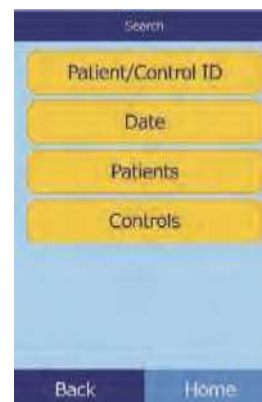 Search
Patient/Control ID
Date
Patients
Controls
Back Home